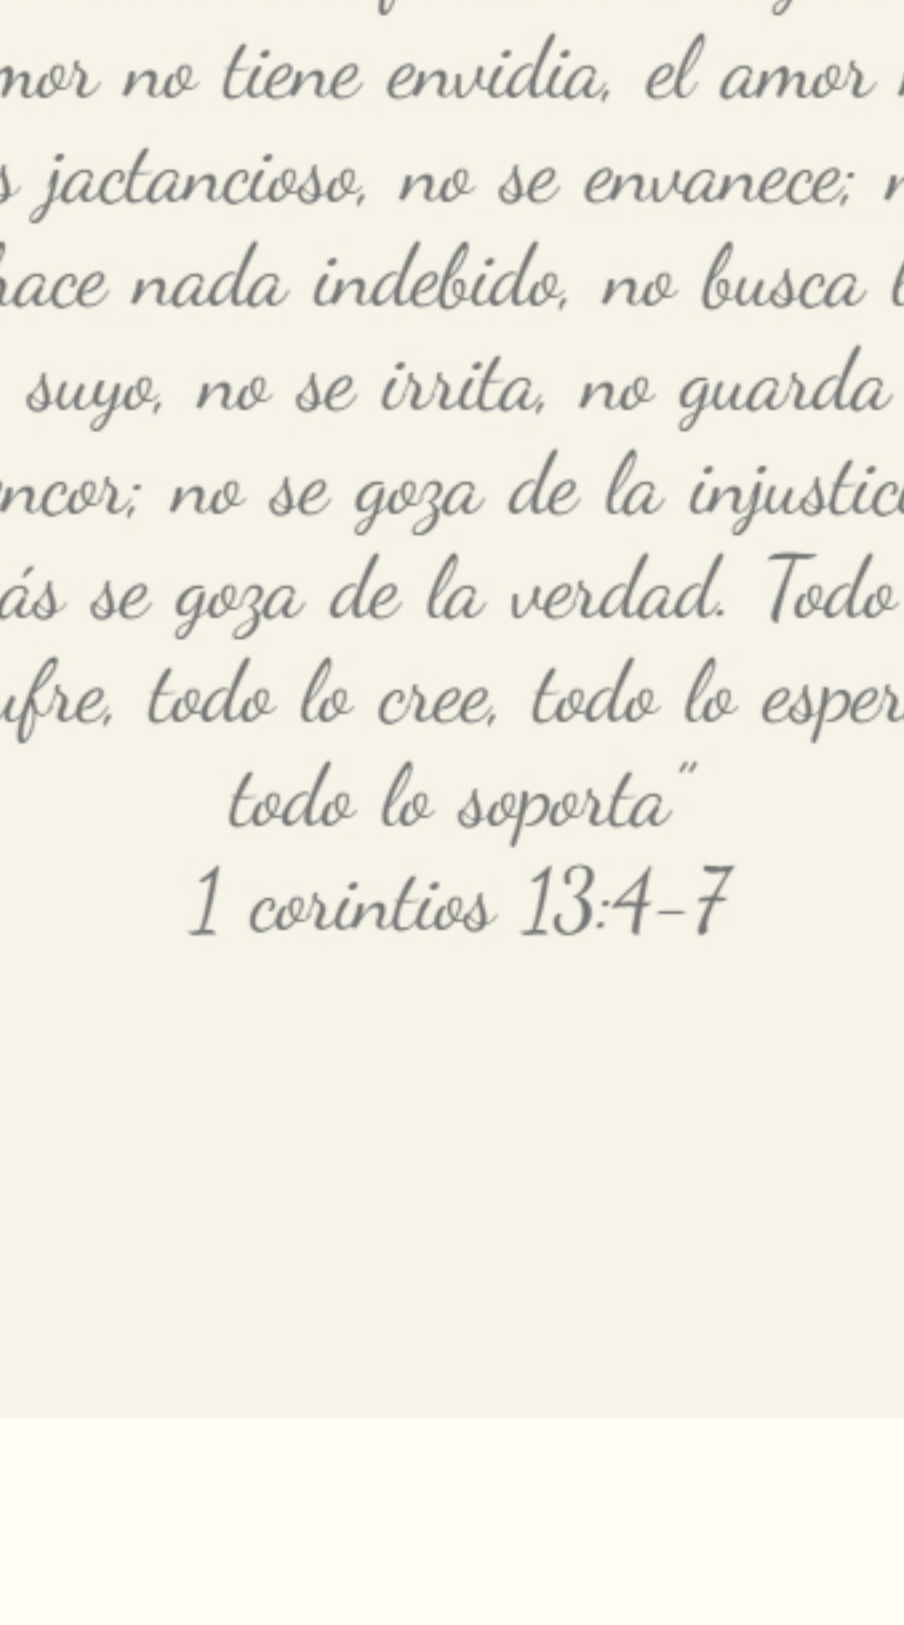 mor no tiene envidia, el amor
s jactancioso, no se envanece;
hace nada indebido, no busca
suyo, no se irrita, no guarda
encor; no se goza de la injustic
ás se goza de la verdad. Todo
ufre, todo lo cree, todo lo esper
todo lo soporta"
1 corintios 13:4-7